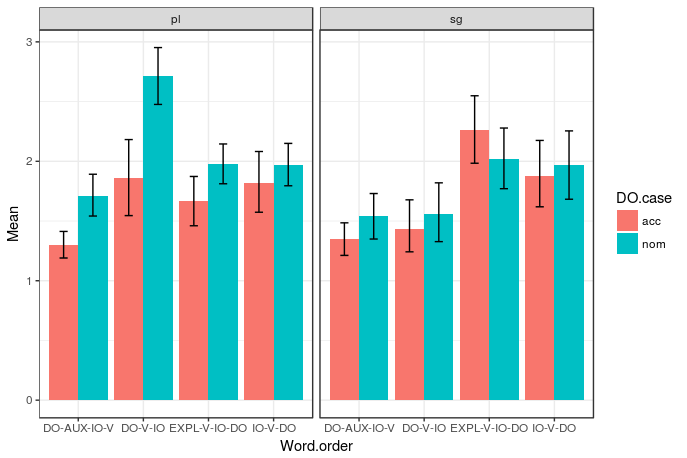 pl
sg
3
2
1
0
Mean
DO-AUX-IO-V DO-V-IO EXPL-V-IO-DO IO-V-DO
DO-AUX-IO-V DO-V-IO EXPL-V-IO-DO IO-V-DO
Word.order
DO.case
acc
nom